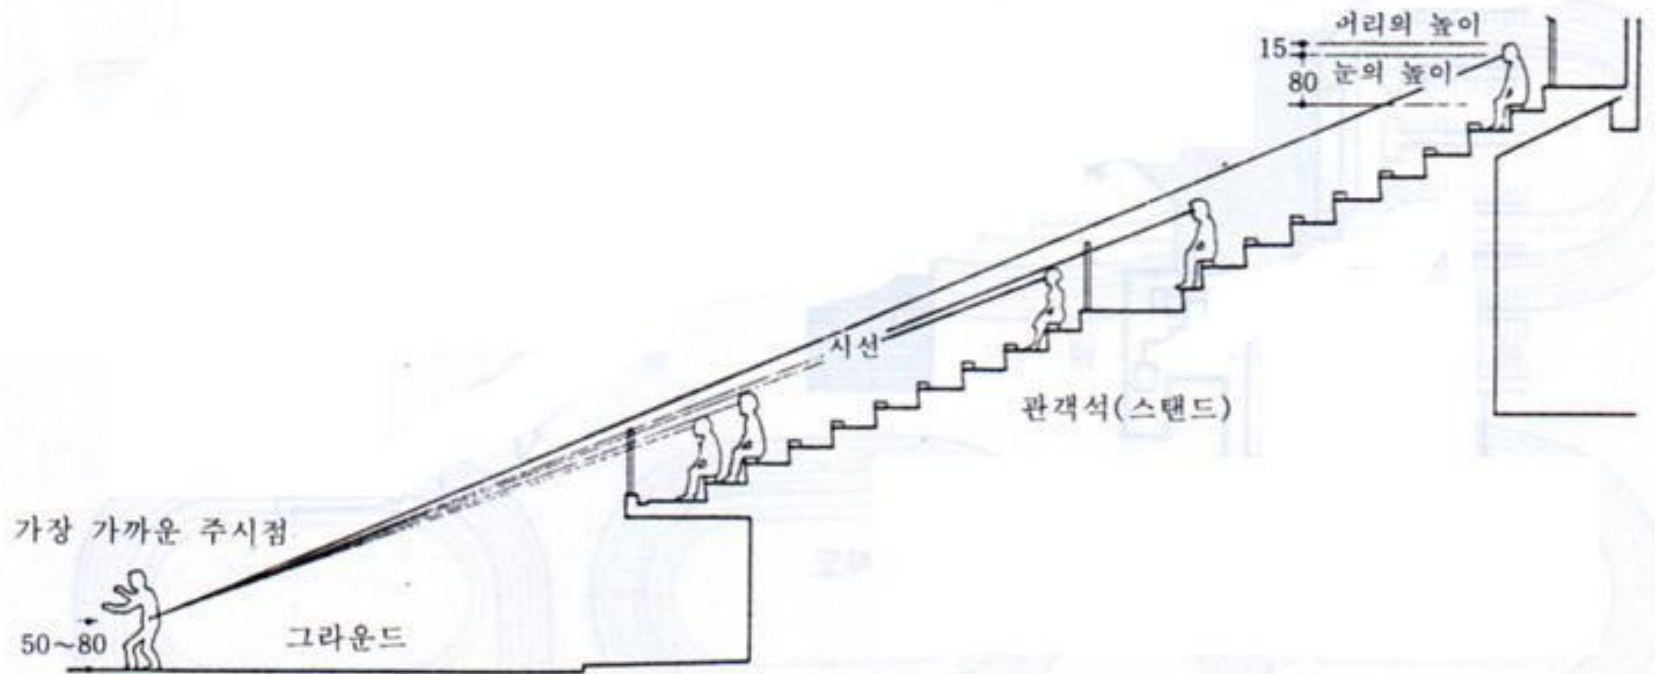 머리의 높이
15
눈의 높이
80
시선
관객석(스탠드)
가장 가까운 주시점
50~80
그라운드